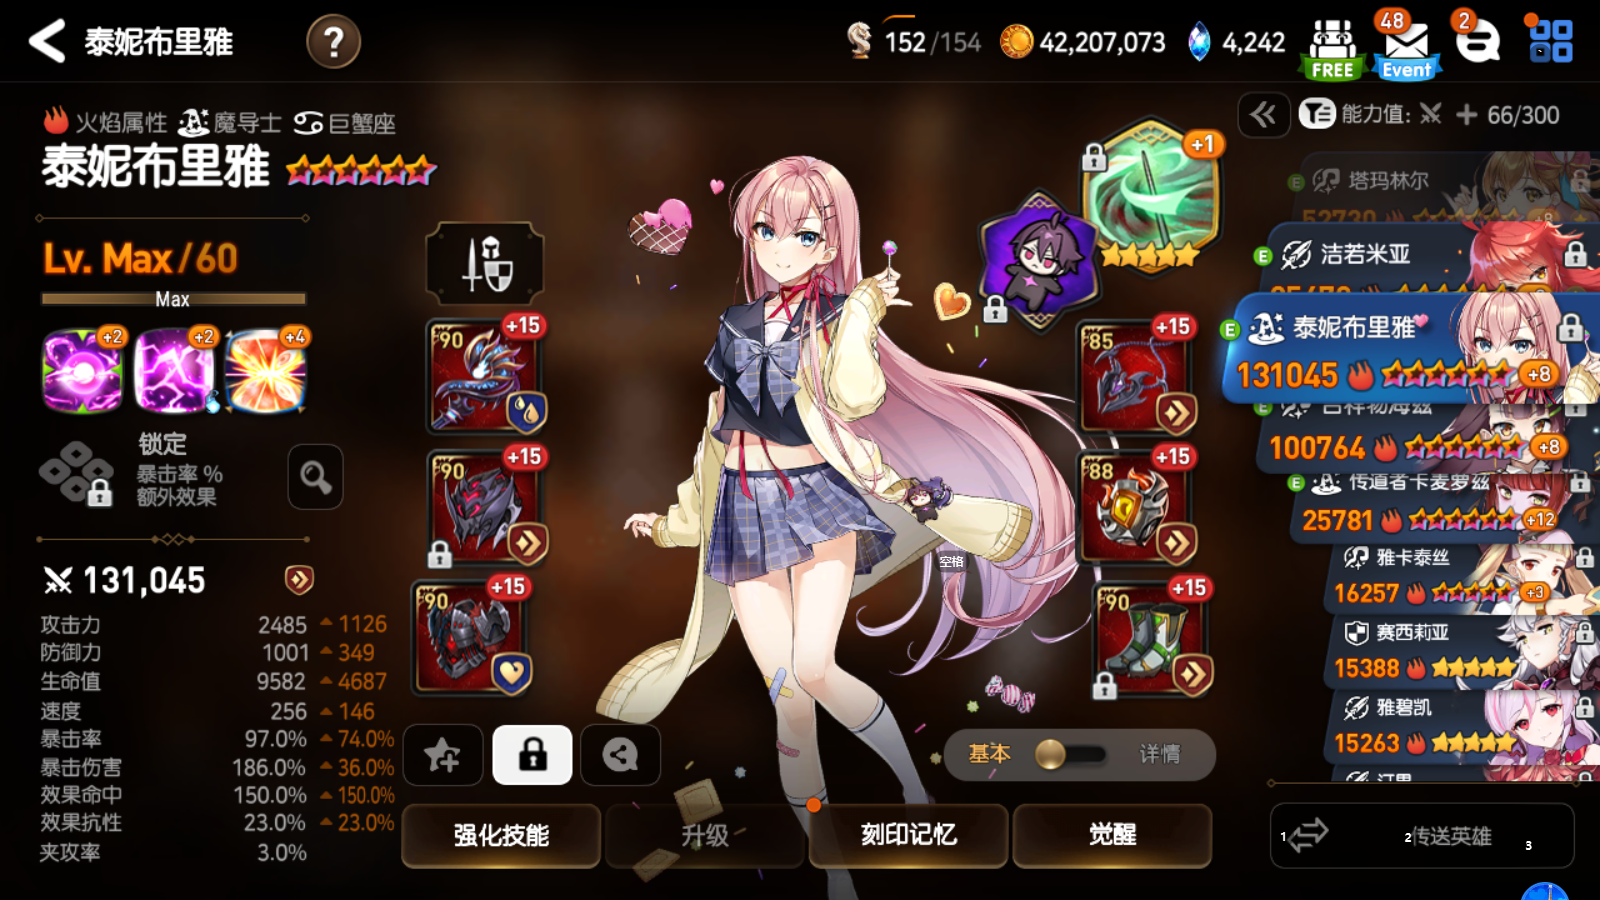 泰妮布里雅
?
152/154
42,207,073
4,242
FREE
48
Event
2
火焰属性 魔导士 巨蟹座
泰妮布里雅
Lv. Max/60
Max
+2
+2
+4
锁定
暴击率 %
额外效果
131,045
攻击力 2485 1126
防御力 1001 349
生命值 9582 4687
速度 256 146
暴击率 97.0% 74.0%
暴击伤害 186.0% 36.0%
效果命中 150.0% 150.0%
效果抗性 23.0% 23.0%
夹攻率 3.0%
90
+15
90
+15
90
+15
+1
85
+15
88
+15
90
+15
空格
基本
详情
强化技能
升级
刻印记忆
觉醒
能力值: 66/300
E 塔玛林尔
E 洁若米亚
E 泰妮布里雅
131045 +8
E 吉祥物海兹
100764 +8
E 传道者卡麦罗兹
25781 +12
雅卡泰丝
16257 +3
赛西莉亚
15388
雅碧凯
15263
1
2
传送英雄
3